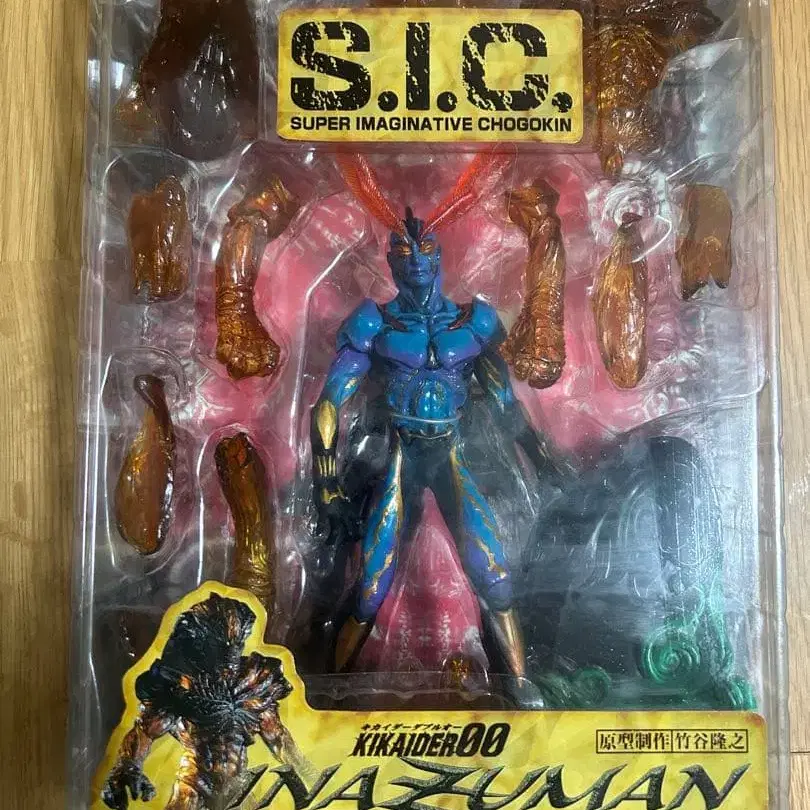 S.I.C.
SUPER IMAGINATIVE CHOGOKIN
キカイダーダブルオー
KIKAIDER00
原型制作 竹谷隆之
INAZUMAN